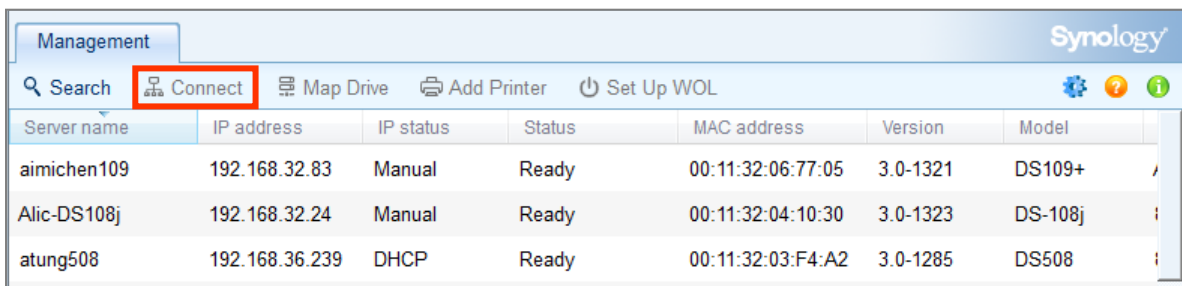 Management Synology
Search Connect Map Drive Add Printer Set Up WOL
Server name IP address IP status Status MAC address Version Model
aimichen109 192.168.32.83 Manual Ready 00:11:32:06:77:05 3.0-1321 DS109+
Alic-DS108j 192.168.32.24 Manual Ready 00:11:32:04:10:30 3.0-1323 DS-108j
atung508 192.168.36.239 DHCP Ready 00:11:32:03:F4:A2 3.0-1285 DS508